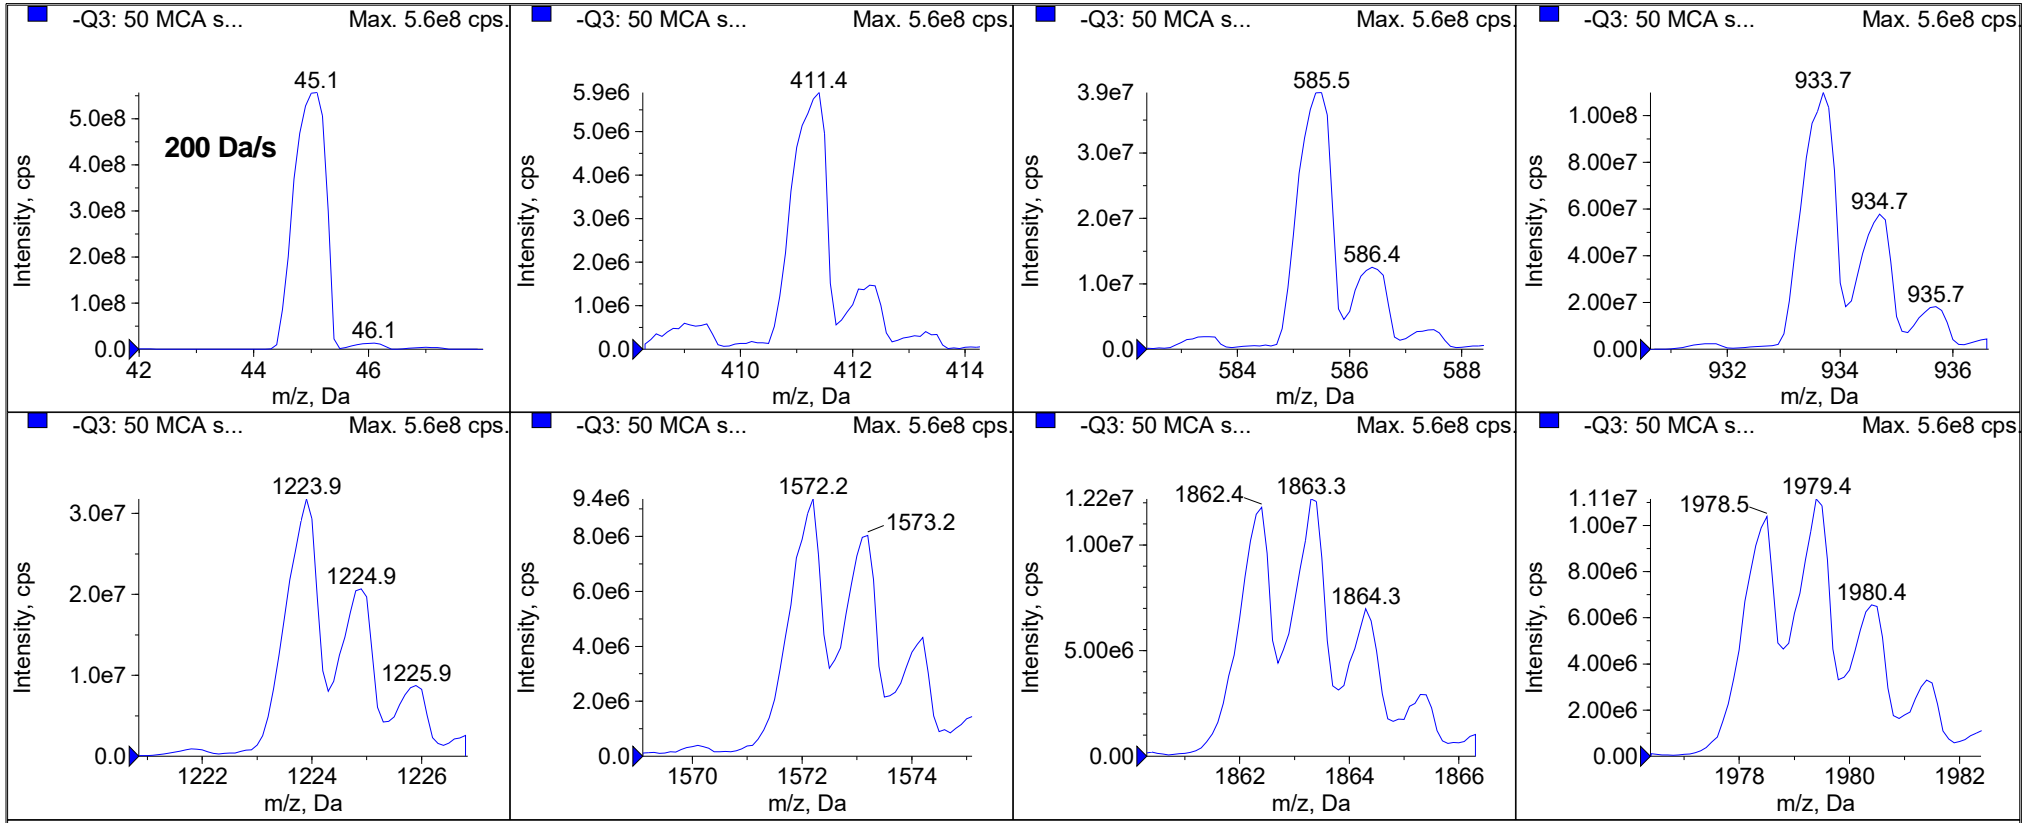 -Q3: 50 MCA s... Max. 5.6e8 cps.
45.1
5.0e8
200 Da/s
4.0e8
3.0e8
2.0e8
1.0e8
46.1
0.0
42 44 46
m/z, Da
Intensity, cps
-Q3: 50 MCA s... Max. 5.6e8 cps.
411.4
5.9e6
5.0e6
4.0e6
3.0e6
2.0e6
1.0e6
0.0
410 412 414
m/z, Da
Intensity, cps
-Q3: 50 MCA s... Max. 5.6e8 cps.
585.5
3.9e7
3.0e7
2.0e7
586.4
1.0e7
0.0
584 586 588
m/z, Da
Intensity, cps
-Q3: 50 MCA s... Max. 5.6e8 cps.
933.7
1.00e8
8.00e7
934.7
6.00e7
4.00e7
935.7
2.00e7
0.00
932 934 936
m/z, Da
Intensity, cps
-Q3: 50 MCA s... Max. 5.6e8 cps.
1223.9
3.0e7
1224.9
2.0e7
1225.9
1.0e7
0.0
1222 1224 1226
m/z, Da
Intensity, cps
-Q3: 50 MCA s... Max. 5.6e8 cps.
1572.2
9.4e6
1573.2
8.0e6
6.0e6
4.0e6
2.0e6
0.0
1570 1572 1574
m/z, Da
Intensity, cps
-Q3: 50 MCA s... Max. 5.6e8 cps.
1862.4 1863.3
1.22e7
1.00e7
1864.3
5.00e6
0.00
1862 1864 1866
m/z, Da
Intensity, cps
-Q3: 50 MCA s... Max. 5.6e8 cps.
1978.5 1979.4
1.11e7
1.00e7
8.00e6
1980.4
6.00e6
4.00e6
2.00e6
0.00
1978 1980 1982
m/z, Da
Intensity, cps